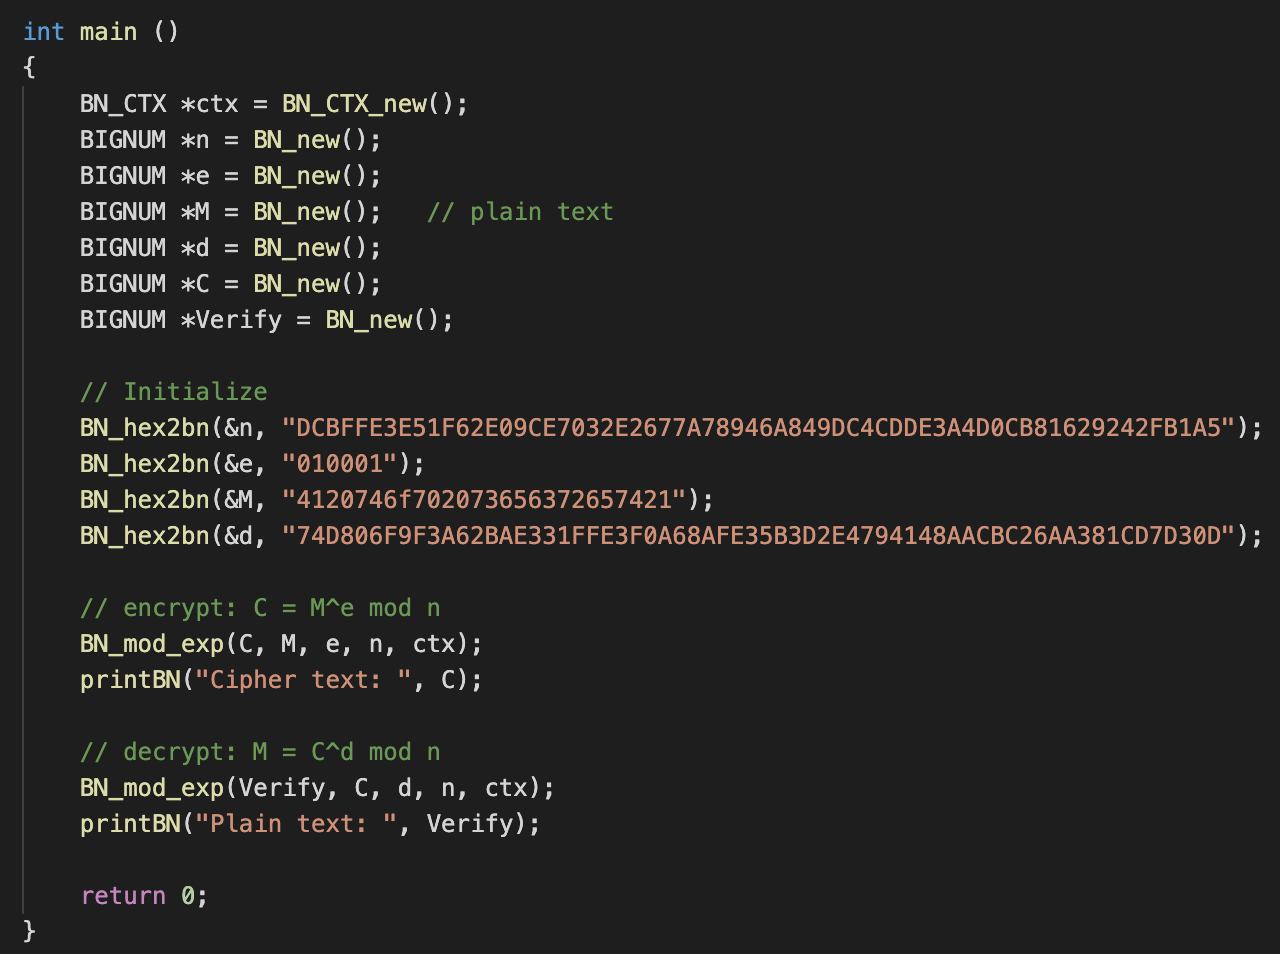 int main ()
{
    BN_CTX *ctx = BN_CTX_new();
    BIGNUM *n = BN_new();
    BIGNUM *e = BN_new();
    BIGNUM *M = BN_new();   // plain text
    BIGNUM *d = BN_new();
    BIGNUM *C = BN_new();
    BIGNUM *Verify = BN_new();

    // Initialize
    BN_hex2bn(&n, "DCBFFE3E51F62E09CE7032E2677A78946A849DC4CDDE3A4D0CB81629242FB1A5");
    BN_hex2bn(&e, "010001");
    BN_hex2bn(&M, "4120746f702073656372657421");
    BN_hex2bn(&d, "74D806F9F3A62BAE331FFE3F0A68AFE35B3D2E4794148AACBC26AA381CD7D30D");

    // encrypt: C = M^e mod n
    BN_mod_exp(C, M, e, n, ctx);
    printBN("Cipher text: ", C);

    // decrypt: M = C^d mod n
    BN_mod_exp(Verify, C, d, n, ctx);
    printBN("Plain text: ", Verify);

    return 0;
}